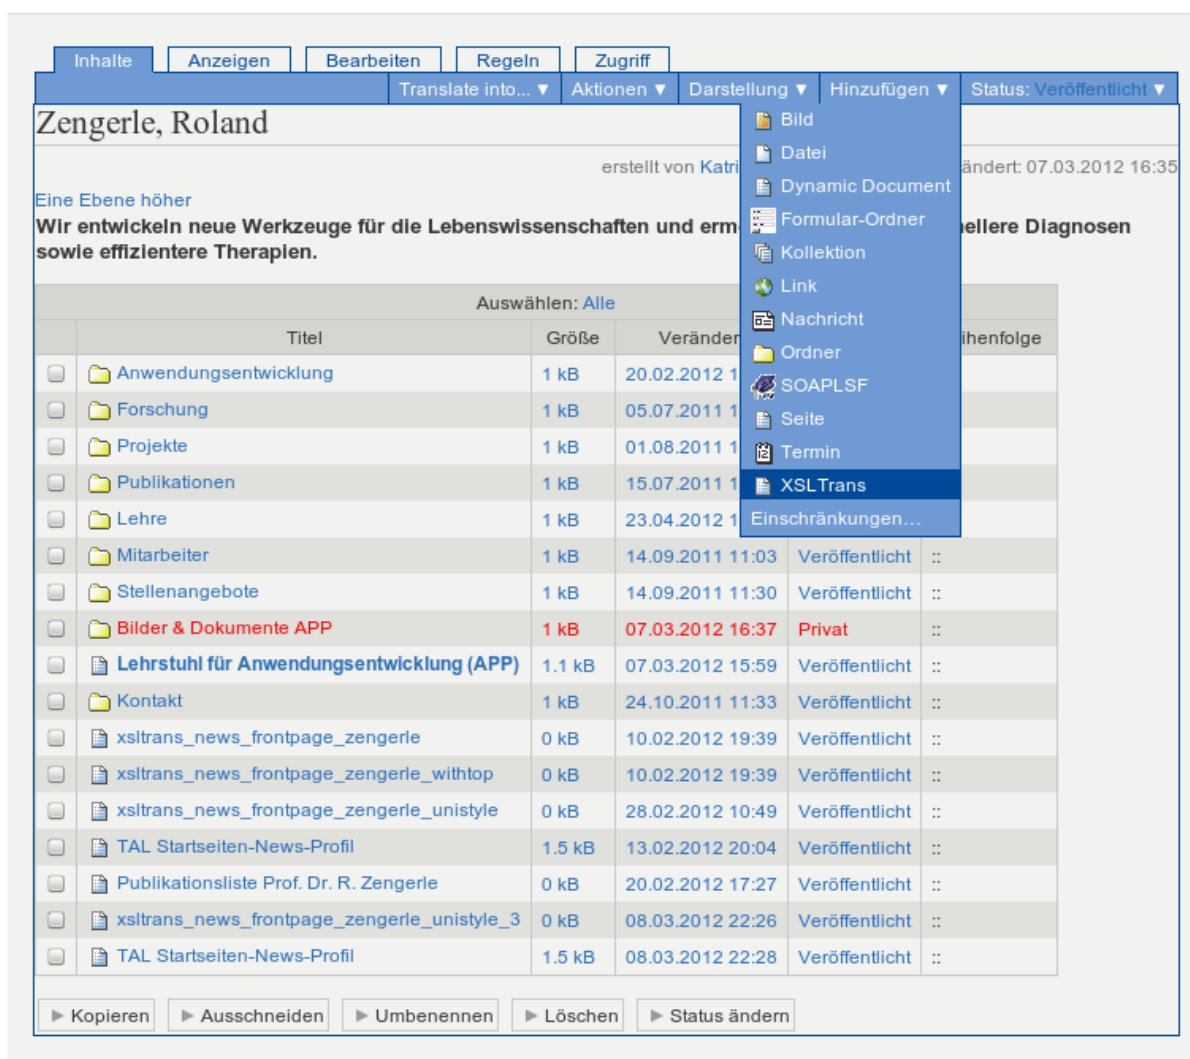 Inhalte Anzeigen Bearbeiten Regeln Zugriff
Translate into... ▼ Aktionen ▼ Darstellung ▼ Hinzufügen ▼ Status: Veröffentlicht ▼
Zengerle, Roland
Bild
Datei
Dynamic Document
Formular-Ordner
Kollektion
Link
Nachricht
Ordner
SOAPLSF
Seite
Termin
XSLTrans
Einschränkungen...
erstellt von Katri ändert: 07.03.2012 16:35
Eine Ebene höher
Wir entwickeln neue Werkzeuge für die Lebenswissenschaften und erm nellere Diagnosen
sowie effizientere Therapien.
Auswählen: Alle
Titel Größe Veränder ihenfolge
Anwendungsentwicklung 1 kB 20.02.2012 1
Forschung 1 kB 05.07.2011 1
Projekte 1 kB 01.08.2011 1
Publikationen 1 kB 15.07.2011 1
Lehre 1 kB 23.04.2012 1
Mitarbeiter 1 kB 14.09.2011 11:03 Veröffentlicht ::
Stellenangebote 1 kB 14.09.2011 11:30 Veröffentlicht ::
Bilder & Dokumente APP 1 kB 07.03.2012 16:37 Privat ::
Lehrstuhl für Anwendungsentwicklung (APP) 1.1 kB 07.03.2012 15:59 Veröffentlicht ::
Kontakt 1 kB 24.10.2011 11:33 Veröffentlicht ::
xsltrans_news_frontpage_zengerle 0 kB 10.02.2012 19:39 Veröffentlicht ::
xsltrans_news_frontpage_zengerle_withtop 0 kB 10.02.2012 19:39 Veröffentlicht ::
xsltrans_news_frontpage_zengerle_unistyle 0 kB 28.02.2012 10:49 Veröffentlicht ::
TAL Startseiten-News-Profil 1.5 kB 13.02.2012 20:04 Veröffentlicht ::
Publikationsliste Prof. Dr. R. Zengerle 0 kB 20.02.2012 17:27 Veröffentlicht ::
xsltrans_news_frontpage_zengerle_unistyle_3 0 kB 08.03.2012 22:26 Veröffentlicht ::
TAL Startseiten-News-Profil 1.5 kB 08.03.2012 22:28 Veröffentlicht ::
Kopieren Ausschneiden Umbenennen Löschen Status ändern